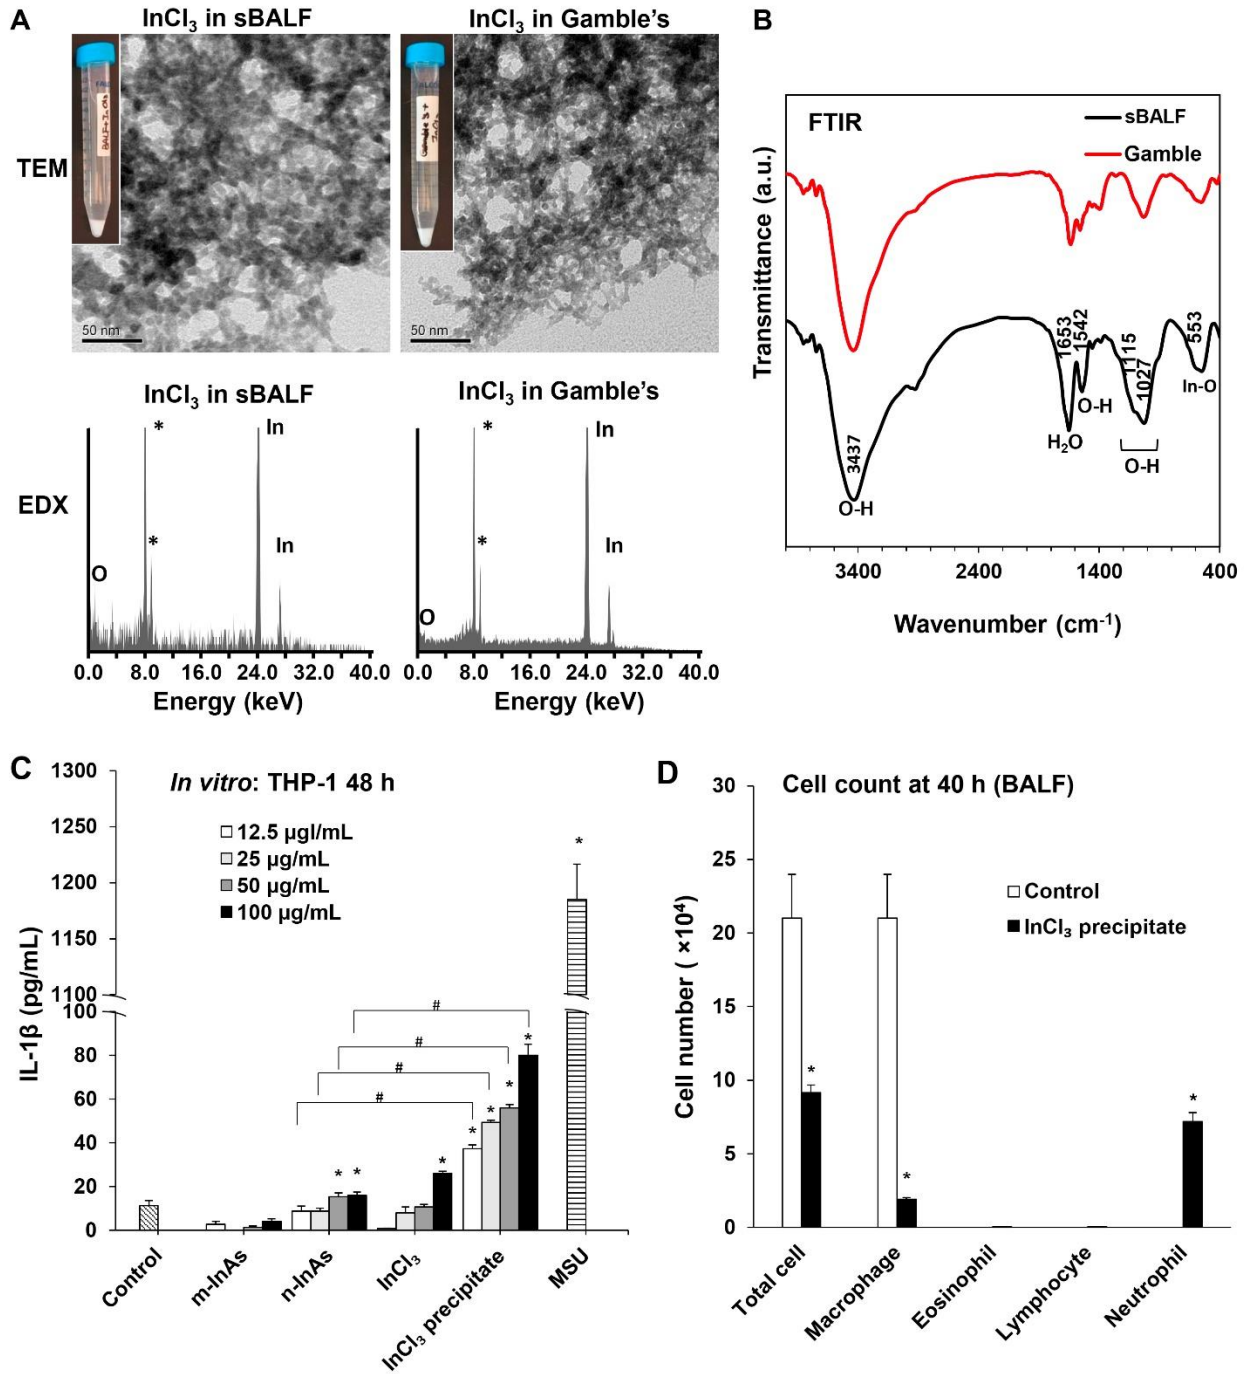 A
InCl₃ in sBALF
InCl₃ in Gamble's
TEM
50 nm
50 nm
InCl₃ in sBALF
InCl₃ in Gamble's
EDX
*
In
*
In
O
0.0 8.0 16.0 24.0 32.0 40.0
Energy (keV)
*
In
*
In
O
0.0 8.0 16.0 24.0 32.0 40.0
Energy (keV)
B
FTIR
sBALF
Gamble
Transmittance (a.u.)
3437
O-H
1653
H₂O
1542
O-H
1115
1027
O-H
553
In-O
3400 2400 1400 400
Wavenumber (cm⁻¹)
C
In vitro: THP-1 48 h
12.5 µgl/mL
25 µg/mL
50 µg/mL
100 µg/mL
IL-1β (pg/mL)
1300
1250
1200
1150
1100
100
80
60
40
20
0
*
#
#
#
#
* *
*
* * * *
Control
m-InAs
n-InAs
InCl₃
InCl₃ precipitate
MSU
D
Cell count at 40 h (BALF)
Control
InCl₃ precipitate
Cell number ( ×10⁴)
30
25
20
15
10
5
0
*
*
*
Total cell
Macrophage
Eosinophil
Lymphocyte
Neutrophil